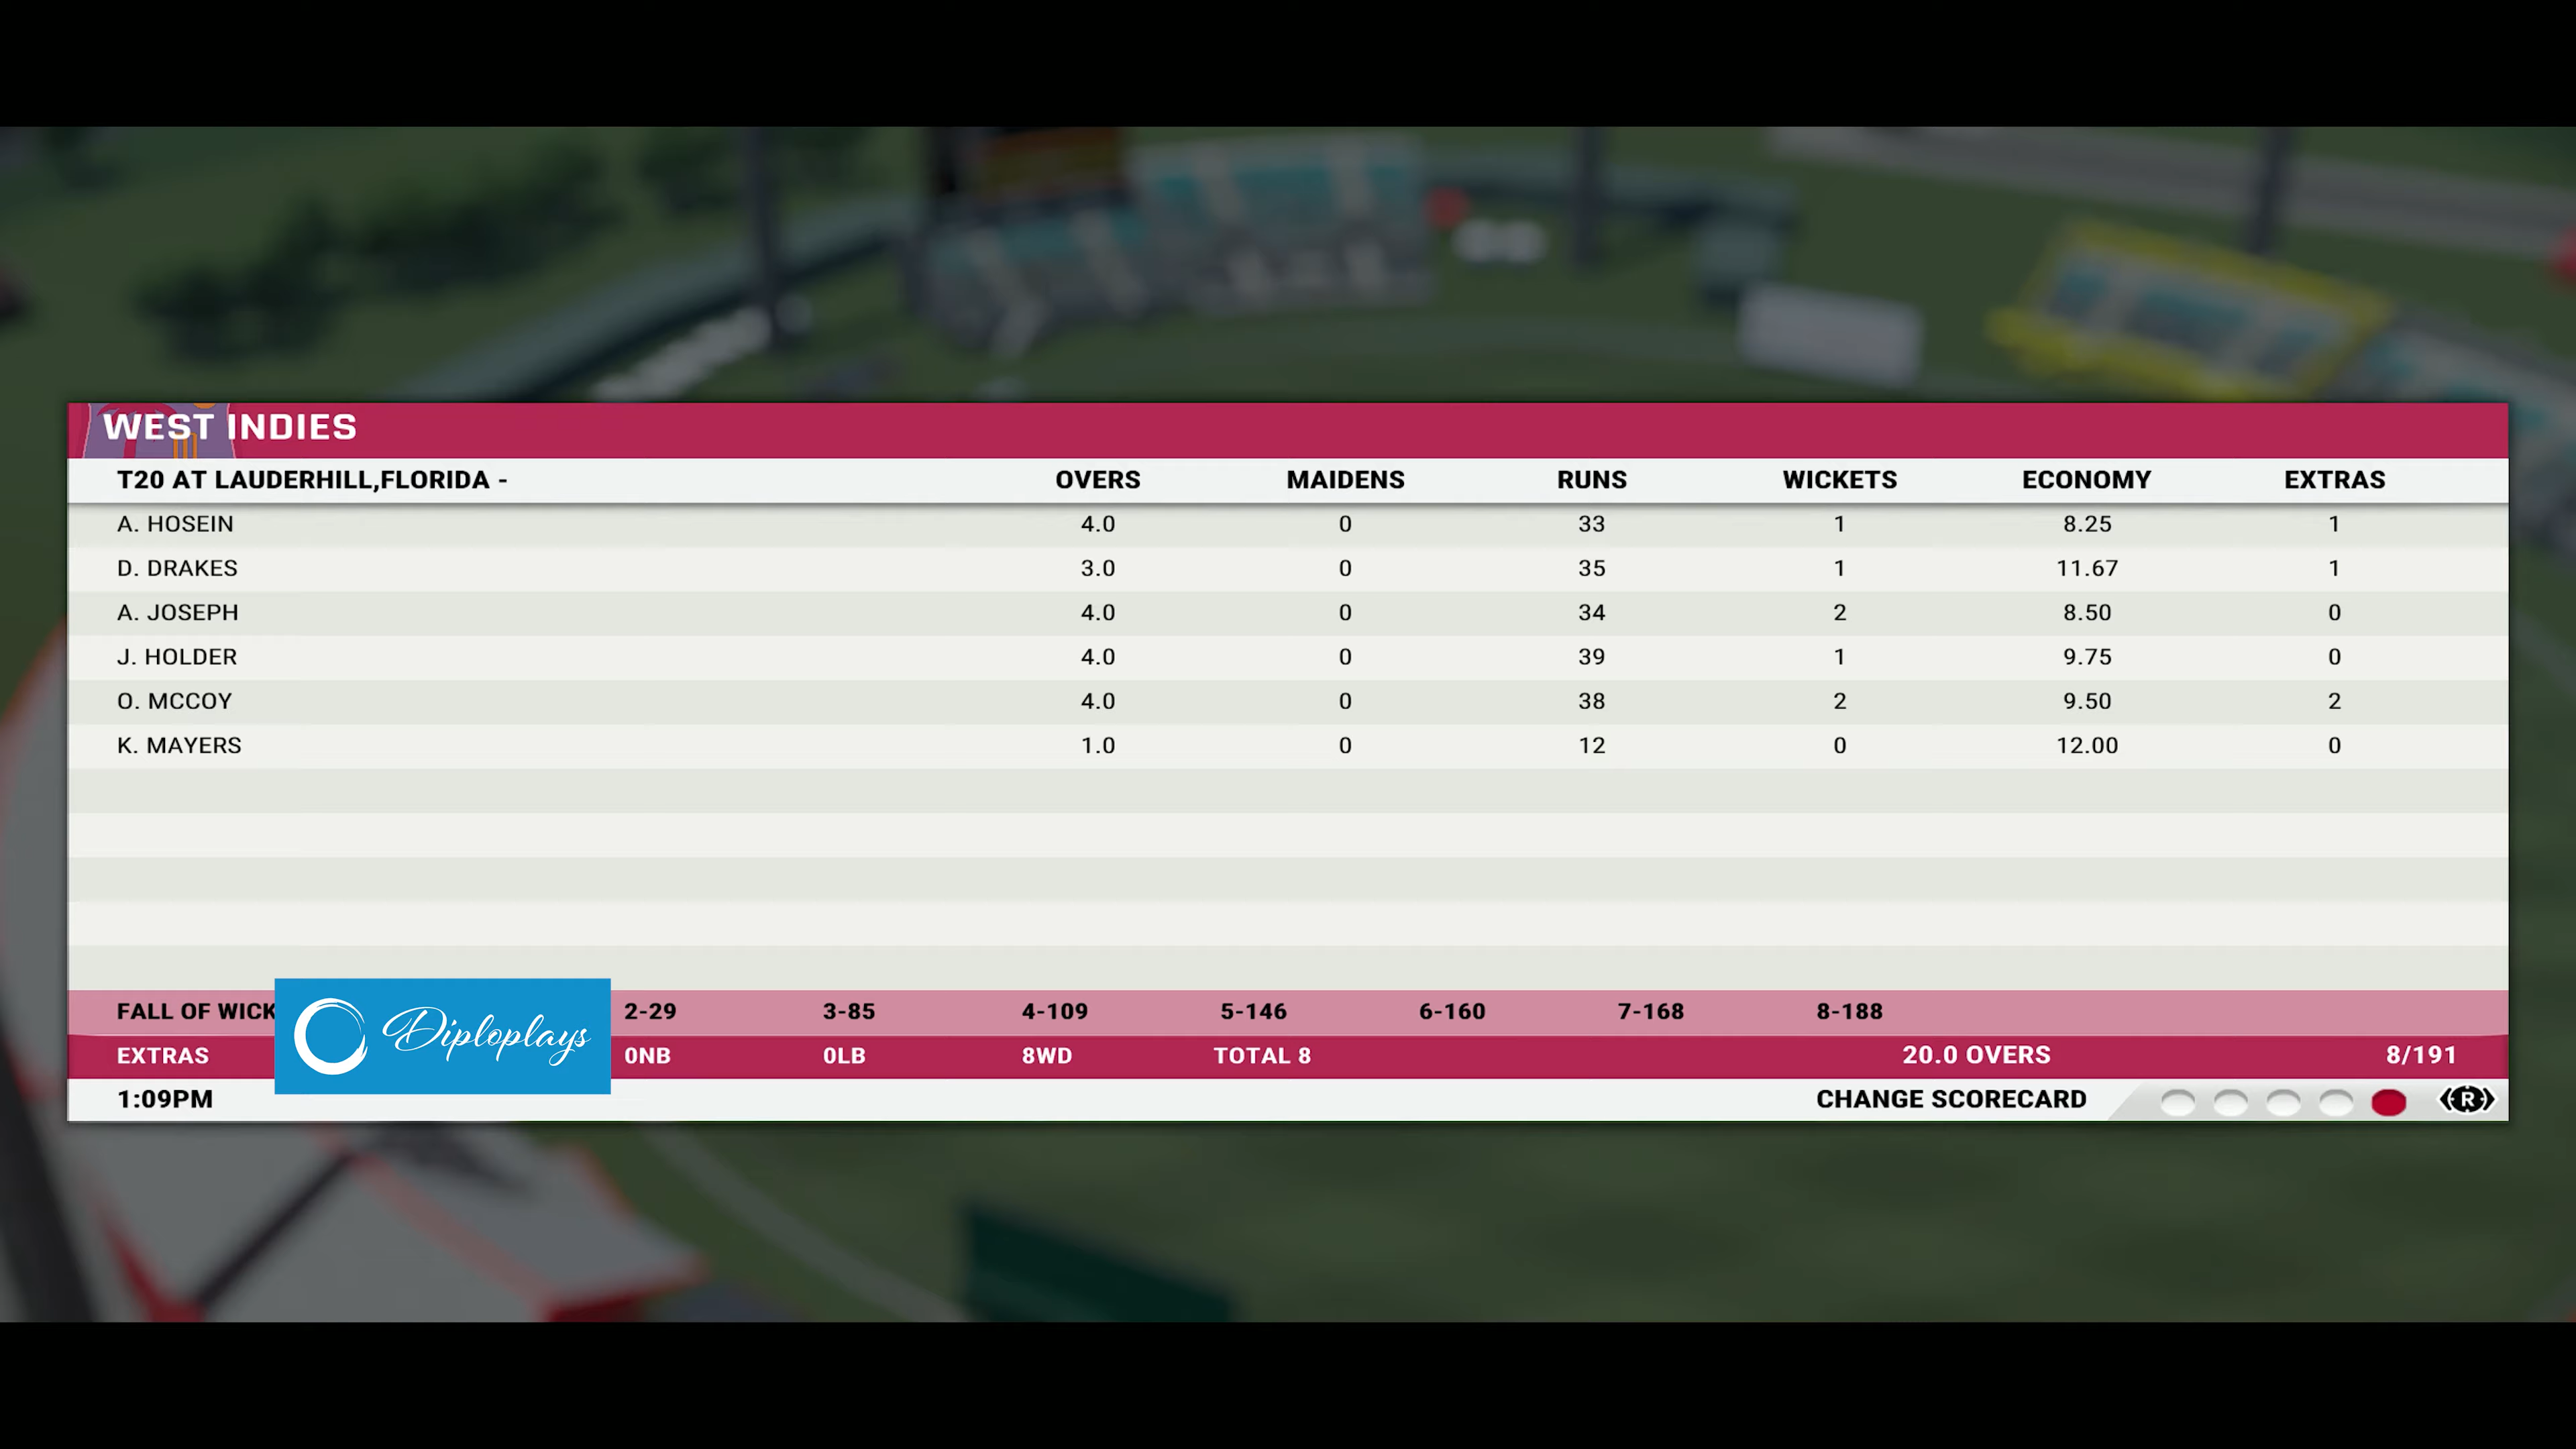 WEST INDIES
T20 AT LAUDERHILL,FLORIDA - OVERS MAIDENS RUNS WICKETS ECONOMY EXTRAS
A. HOSEIN 4.0 0 33 1 8.25 1
D. DRAKES 3.0 0 35 1 11.67 1
A. JOSEPH 4.0 0 34 2 8.50 0
J. HOLDER 4.0 0 39 1 9.75 0
O. MCCOY 4.0 0 38 2 9.50 2
K. MAYERS 1.0 0 12 0 12.00 0
FALL OF WICK 2-29 3-85 4-109 5-146 6-160 7-168 8-188
Diploplays
EXTRAS 0NB 0LB 8WD TOTAL 8 20.0 OVERS 8/191
1:09PM CHANGE SCORECARD R